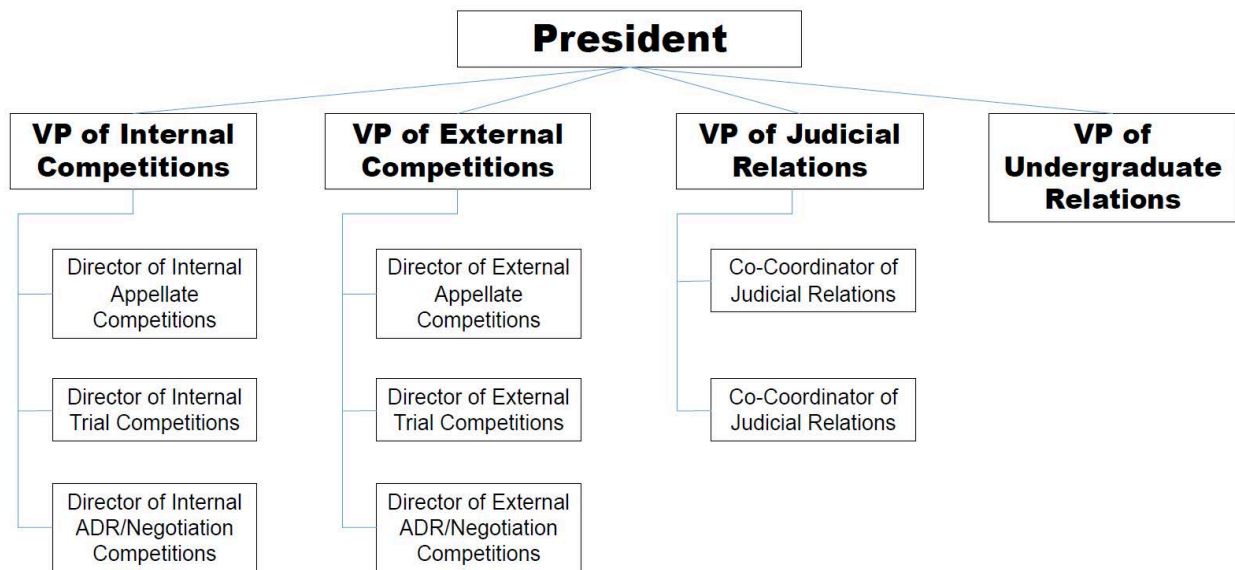 President
VP of Internal
Competitions
VP of External
Competitions
VP of Judicial
Relations
VP of
Undergraduate
Relations
Director of Internal
Appellate
Competitions
Director of External
Appellate
Competitions
Co-Coordinator of
Judicial Relations
Director of Internal
Trial Competitions
Director of External
Trial Competitions
Co-Coordinator of
Judicial Relations
Director of Internal
ADR/Negotiation
Competitions
Director of External
ADR/Negotiation
Competitions